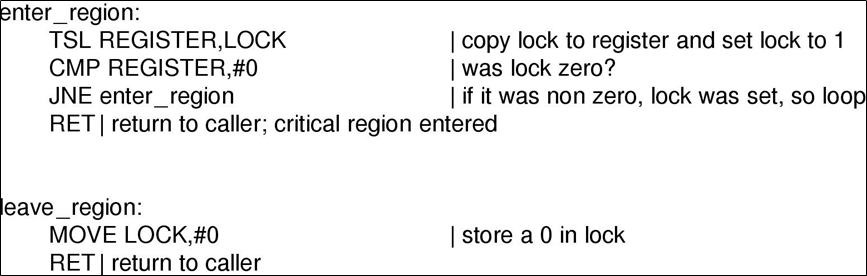 enter_region:
TSL REGISTER,LOCK | copy lock to register and set lock to 1
CMP REGISTER,#0 | was lock zero?
JNE enter_region | if it was non zero, lock was set, so loop
RET | return to caller; critical region entered
leave_region:
MOVE LOCK,#0 | store a 0 in lock
RET | return to caller